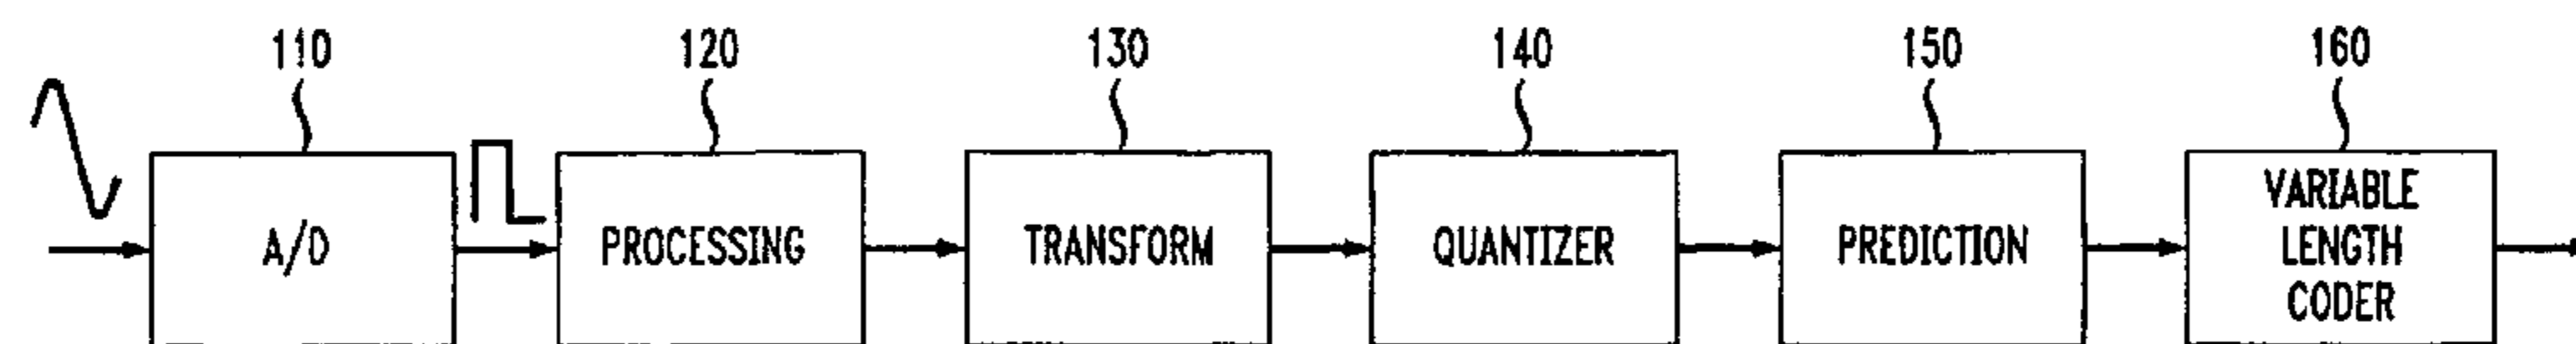 110 120 130 140 150 160
A/D PROCESSING TRANSFORM QUANTIZER PREDICTION VARIABLE
LENGTH
CODER